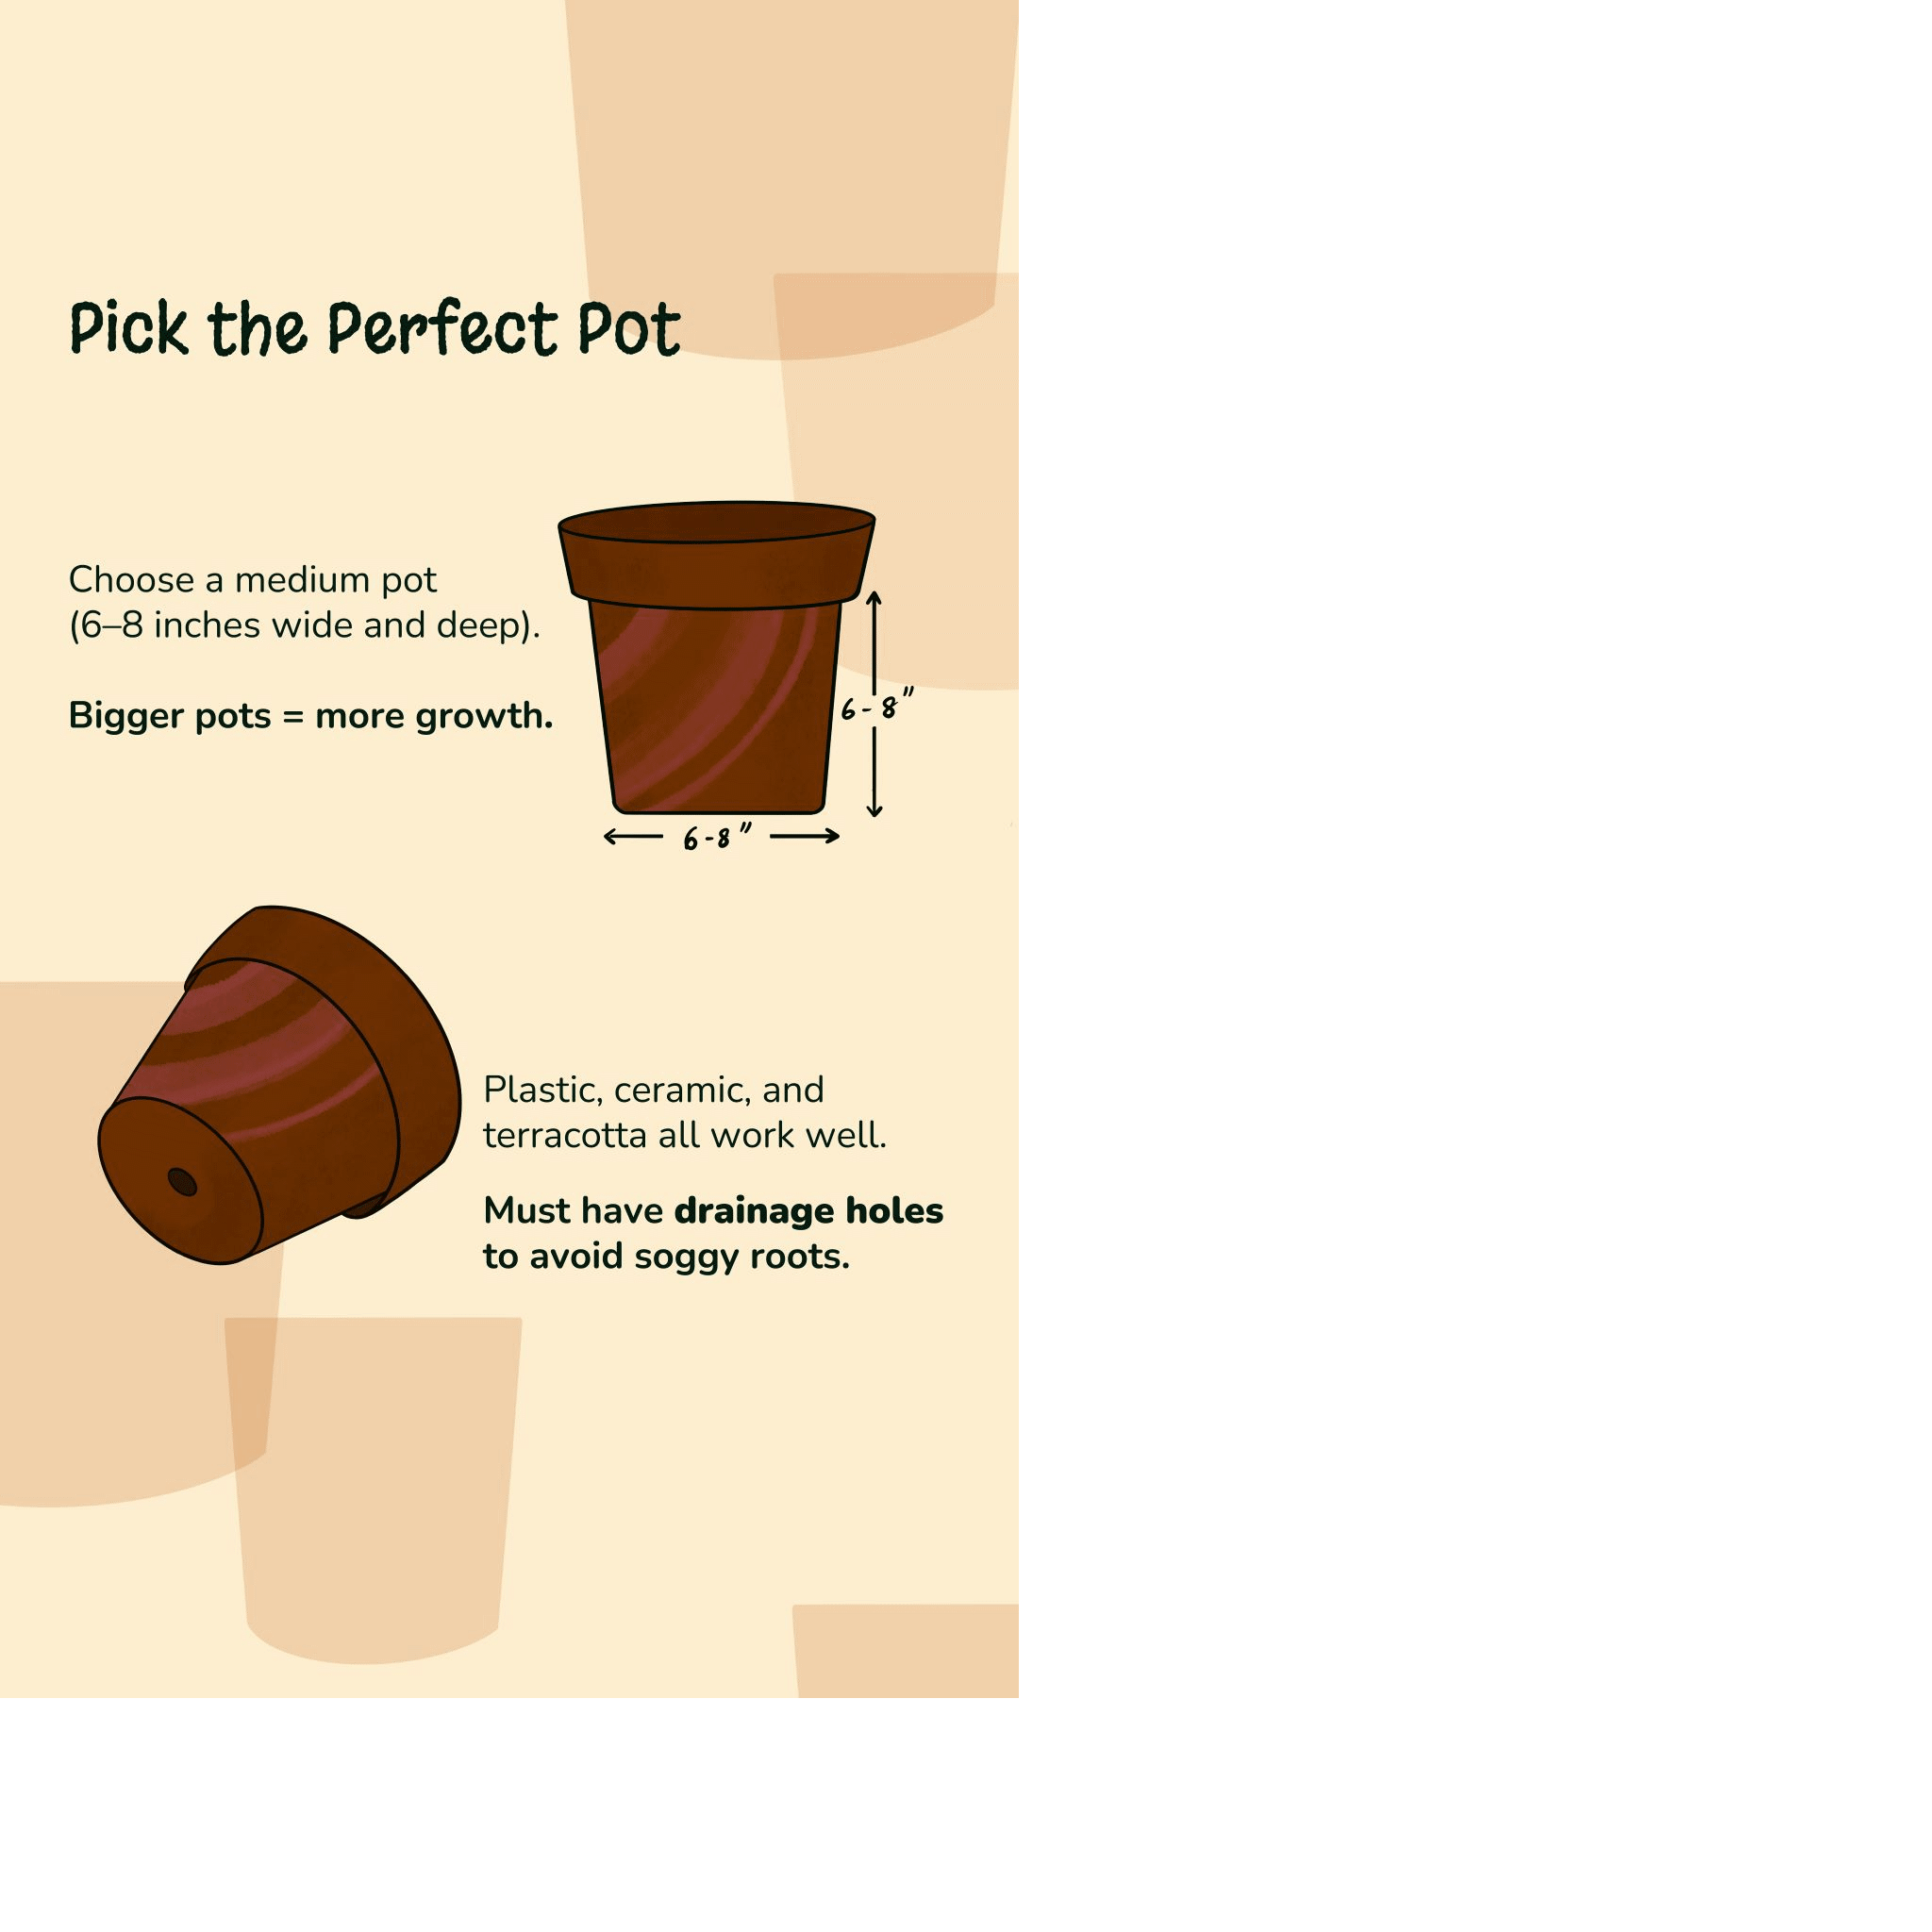 Pick the Perfect Pot
Choose a medium pot
(6–8 inches wide and deep).
Bigger pots = more growth.
6-8"
6-8"
Plastic, ceramic, and
terracotta all work well.
Must have drainage holes
to avoid soggy roots.